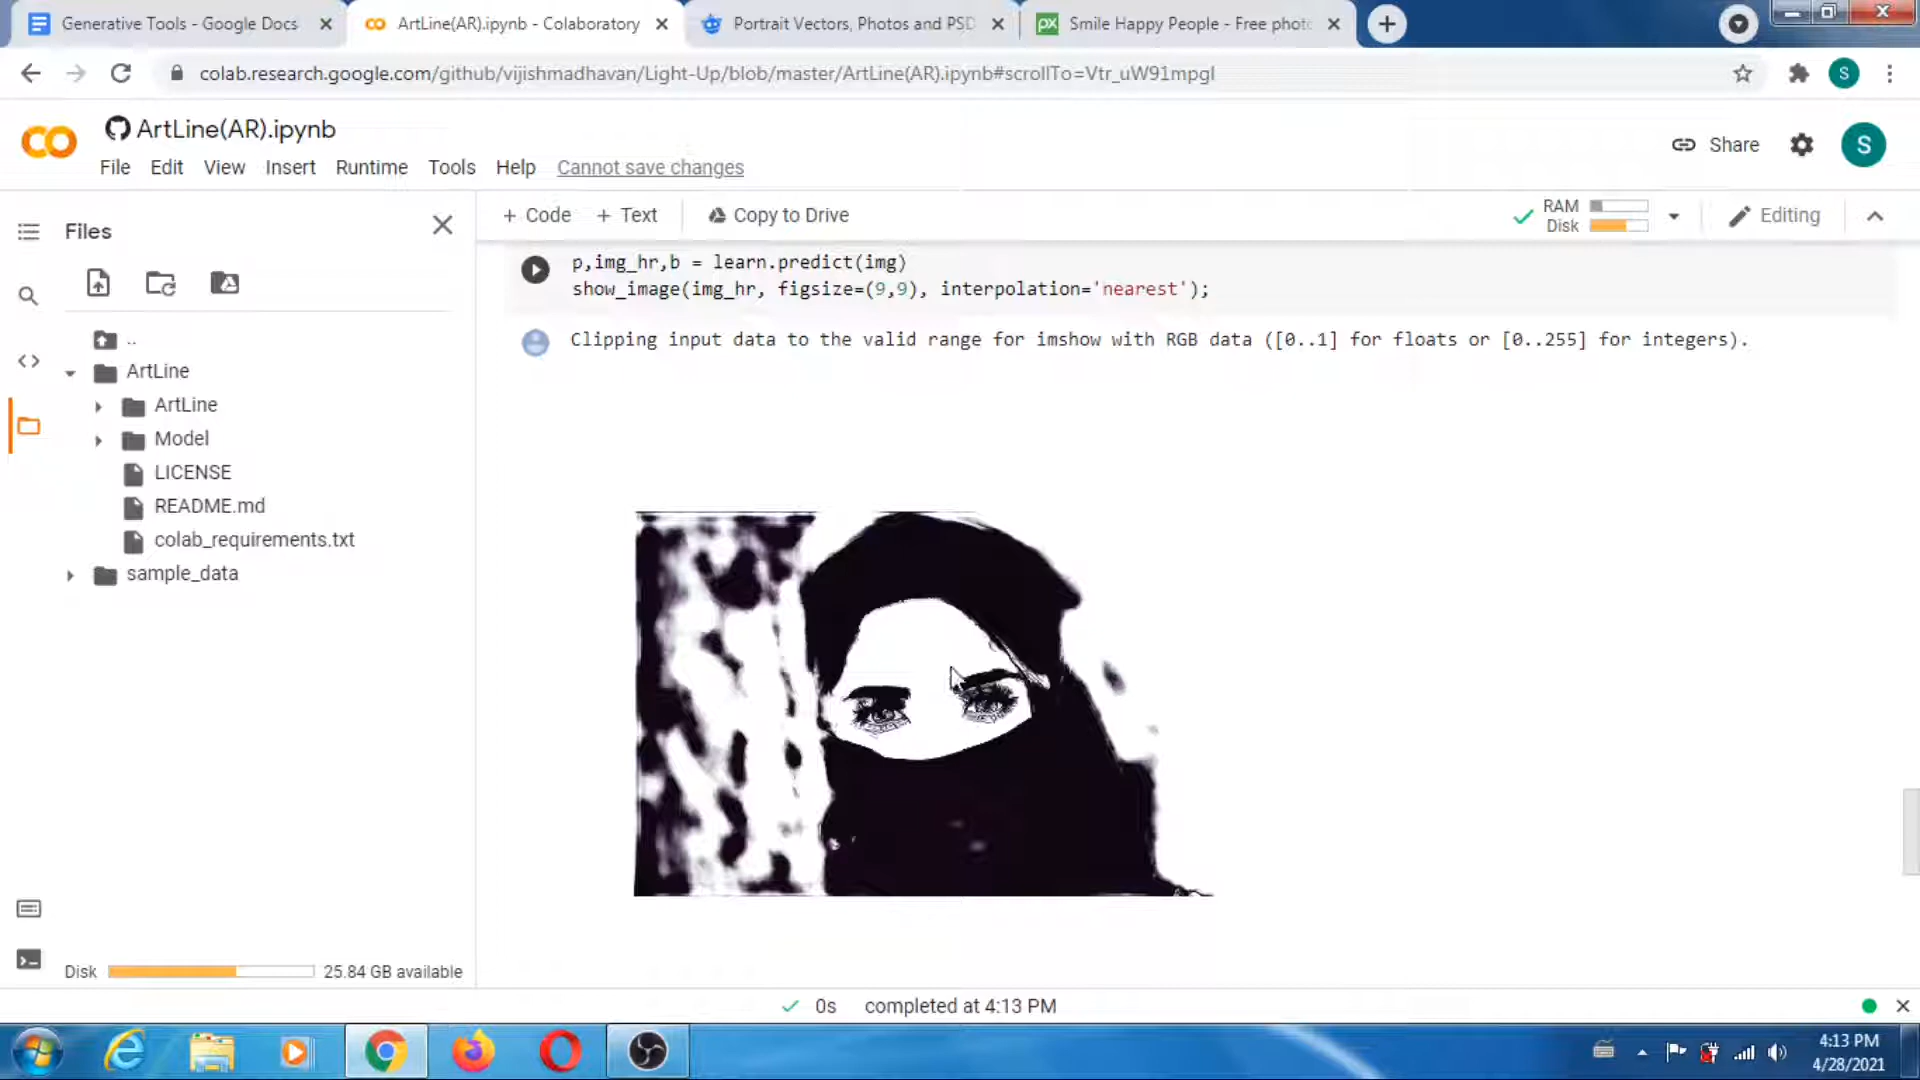 Generative Tools - Google Docs
ArtLine(AR).ipynb - Colaboratory
Portrait Vectors, Photos and PSD
Smile Happy People - Free photo
colab.research.google.com/github/vijishmadhavan/Light-Up/blob/master/ArtLine(AR).ipynb#scrollTo=Vtr_uW91mpgI
S
ArtLine(AR).ipynb
Share
S
File Edit View Insert Runtime Tools Help Cannot save changes
Files
+ Code + Text Copy to Drive
RAM
Disk
Editing
p,img_hr,b = learn.predict(img)
show_image(img_hr, figsize=(9,9), interpolation='nearest');
Clipping input data to the valid range for imshow with RGB data ([0..1] for floats or [0..255] for integers).
..
ArtLine
ArtLine
Model
LICENSE
README.md
colab_requirements.txt
sample_data
Disk 25.84 GB available
0s completed at 4:13 PM
4:13 PM
4/28/2021